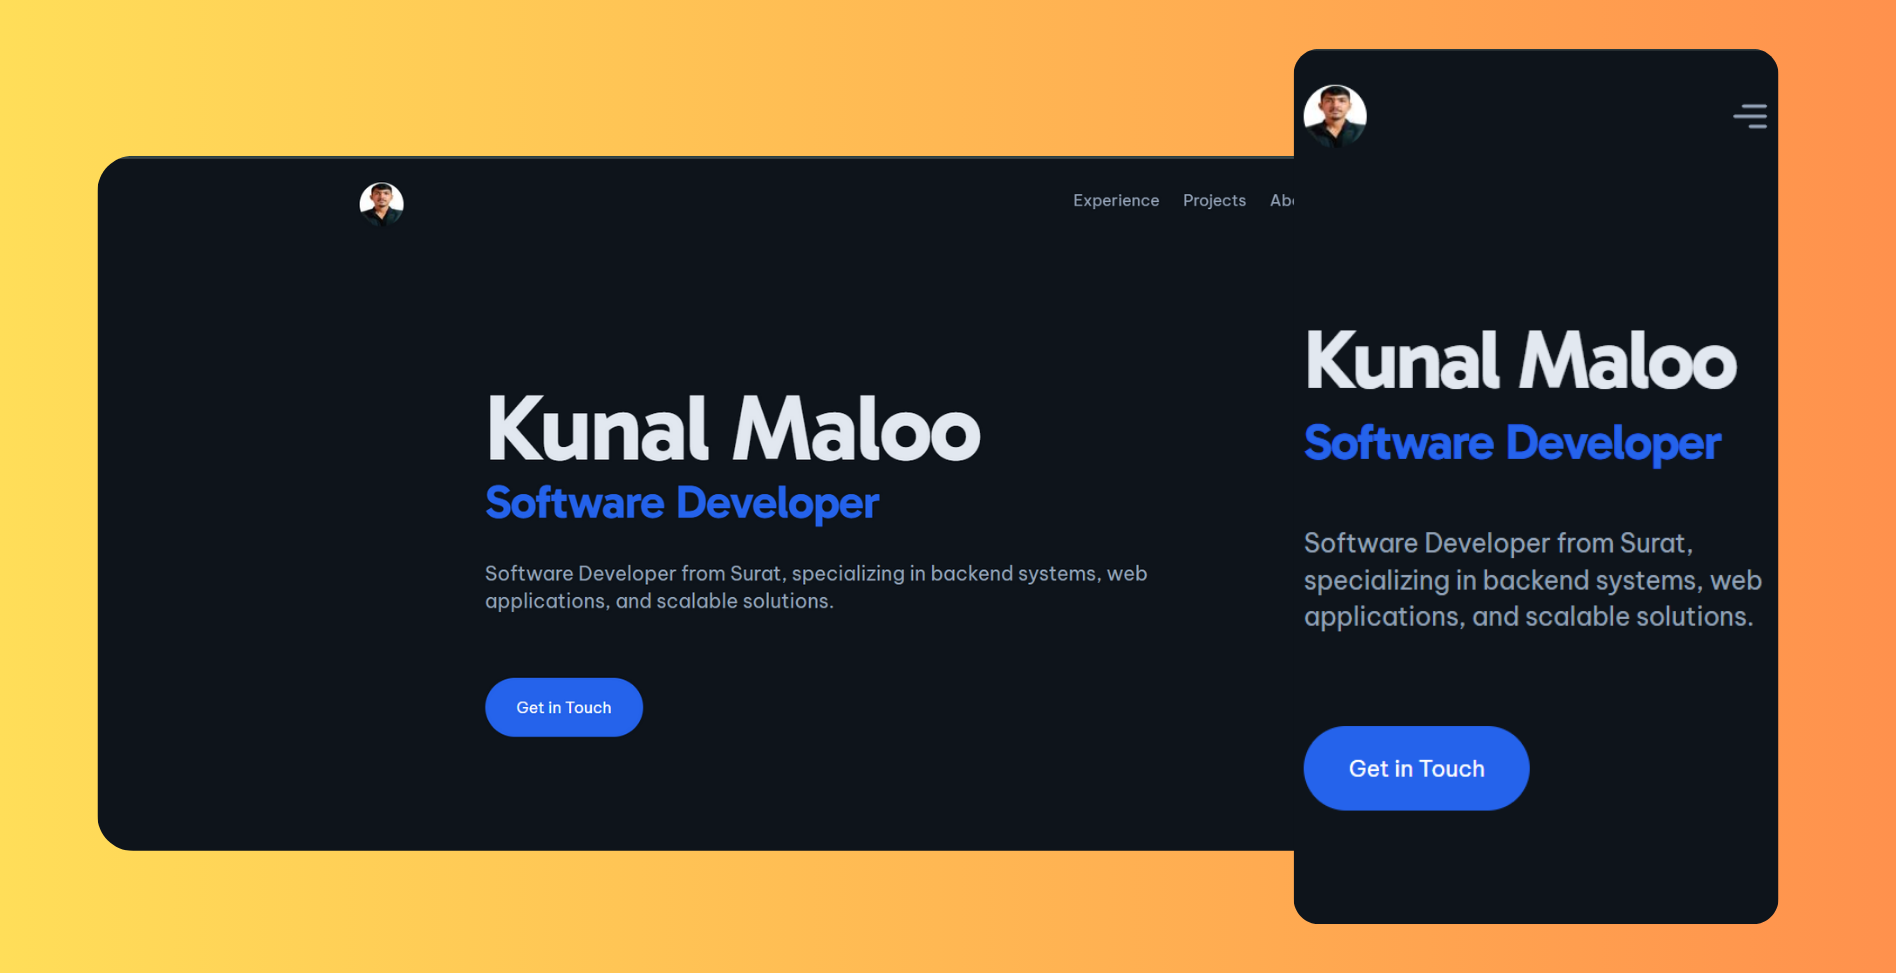 Experience Projects
Kunal Maloo
Software Developer
Software Developer from Surat, specializing in backend systems, web
applications, and scalable solutions.
Get in Touch
Kunal Maloo
Software Developer
Software Developer from Surat,
specializing in backend systems, web
applications, and scalable solutions.
Get in Touch